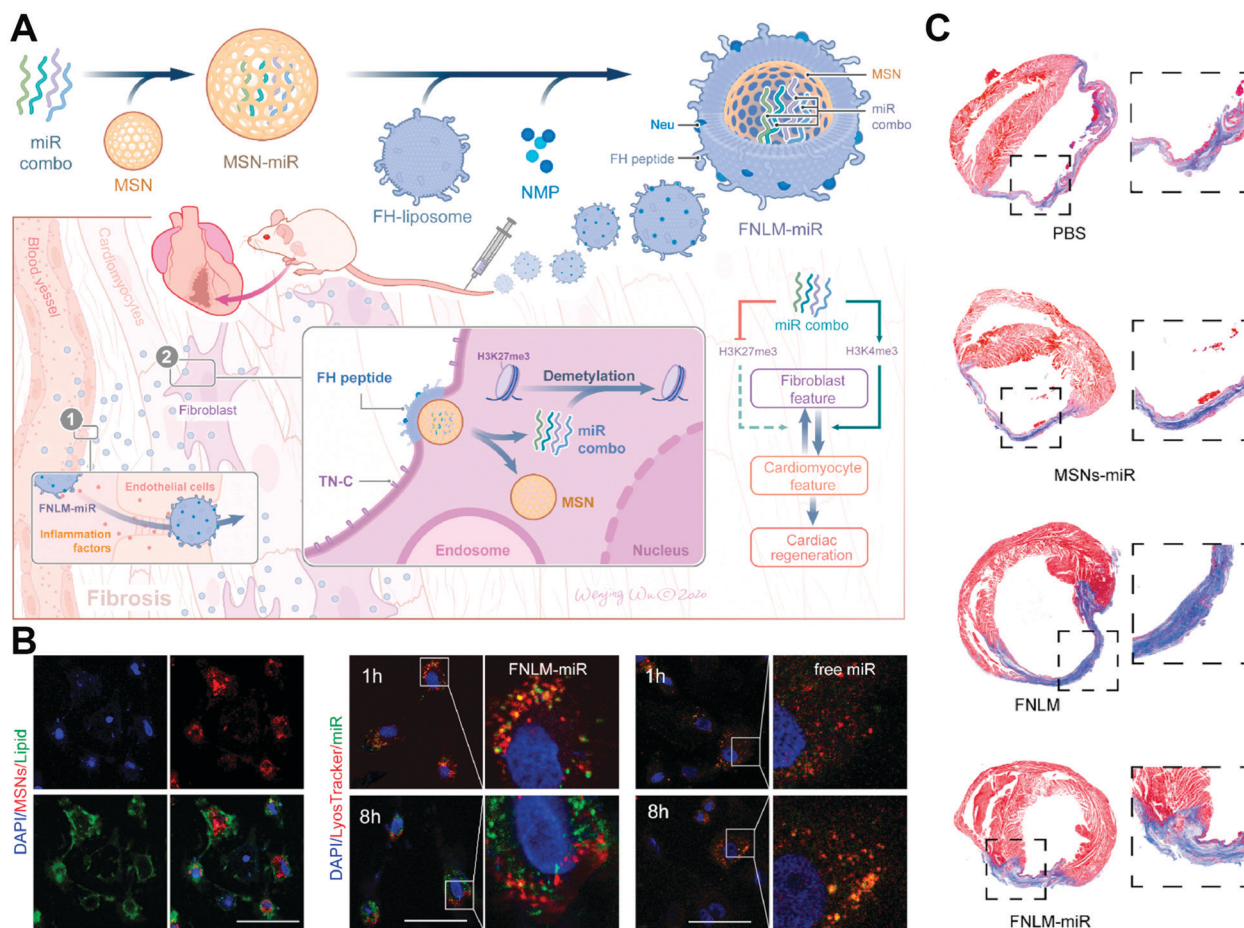 A
miR
combo
MSN
MSN-miR
FH-liposome
NMP
MSN
miR
combo
Neu
FH peptide
FNLM-miR
Blood vessel
Cardiomyocytes
2
Fibroblast
1
FNLM-miR
Endothelial cells
Inflammation
factors
Fibrosis
FH peptide
TN-C
H3K27me3
Demetylation
miR
combo
MSN
Endosome
Nucleus
miR combo
H3K27me3
H3K4me3
Fibroblast
feature
Cardiomyocyte
feature
Cardiac
regeneration
Wenjing Wu © 2020
B
DAPI/MSNs/Lipid
DAPI/LyosTracker/miR
1h
FNLM-miR
8h
1h
free miR
8h
C
PBS
MSNs-miR
FNLM
FNLM-miR